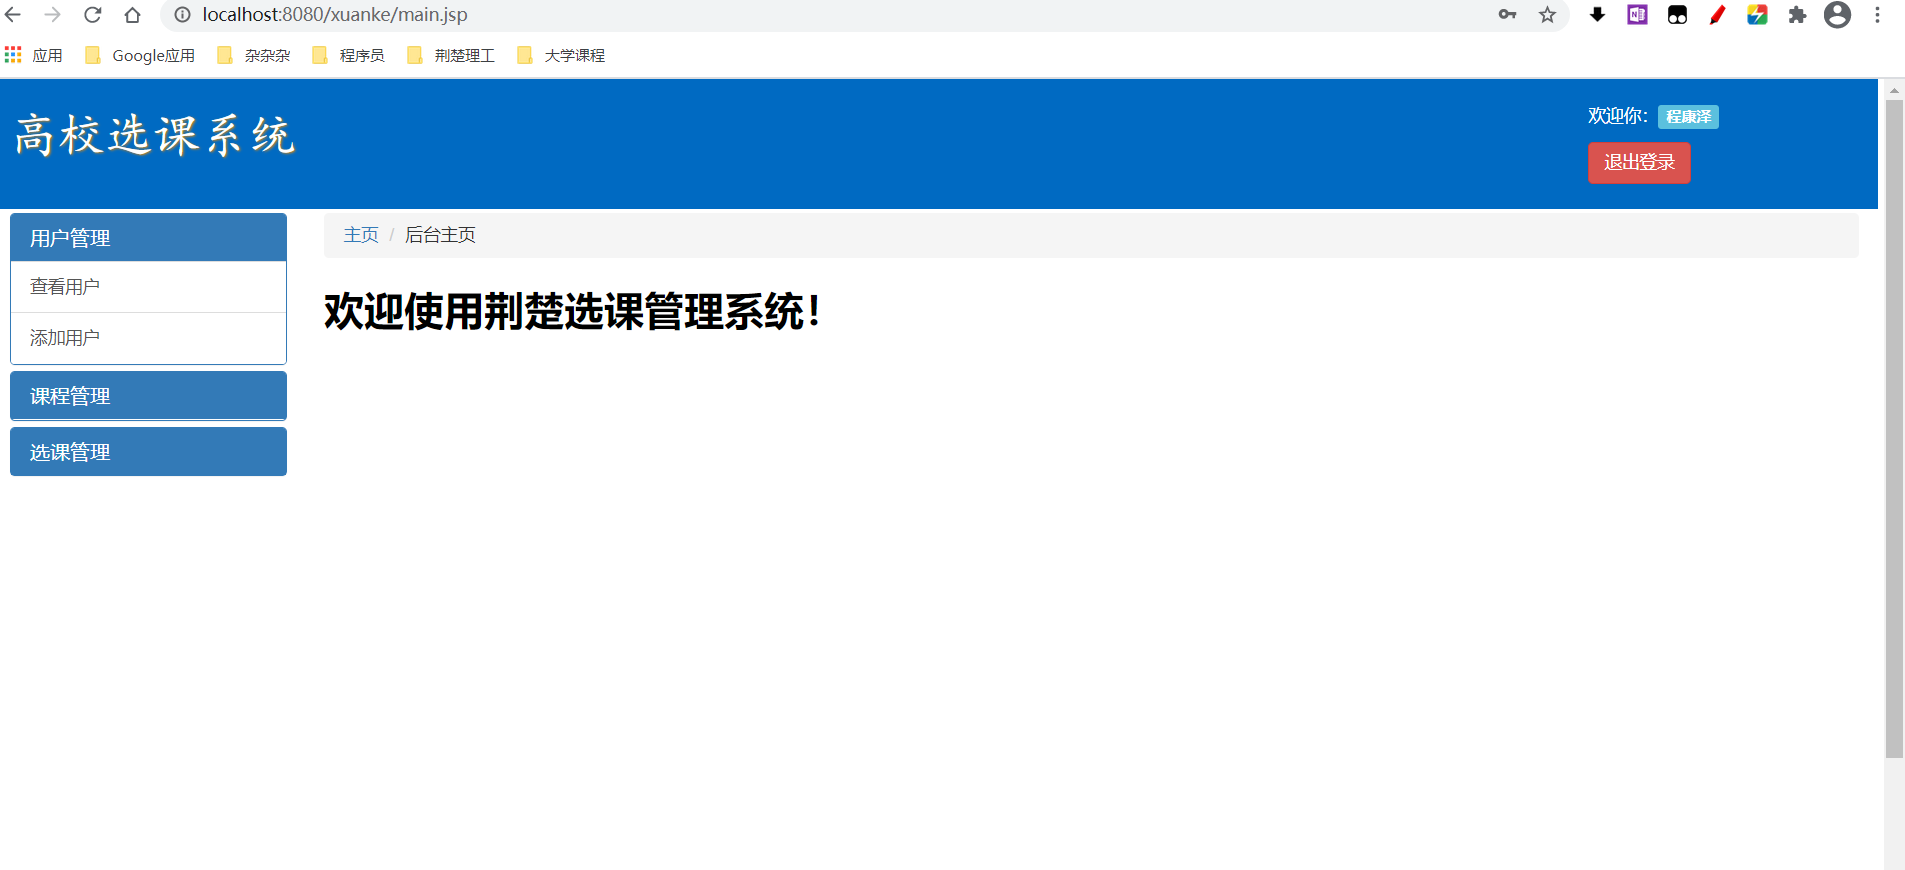 localhost:8080/xuanke/main.jsp
应用 Google应用 杂杂杂 程序员 荆楚理工 大学课程
高校选课系统
欢迎你： 程康泽
退出登录
用户管理
主页 / 后台主页
查看用户
欢迎使用荆楚选课管理系统！
添加用户
课程管理
选课管理